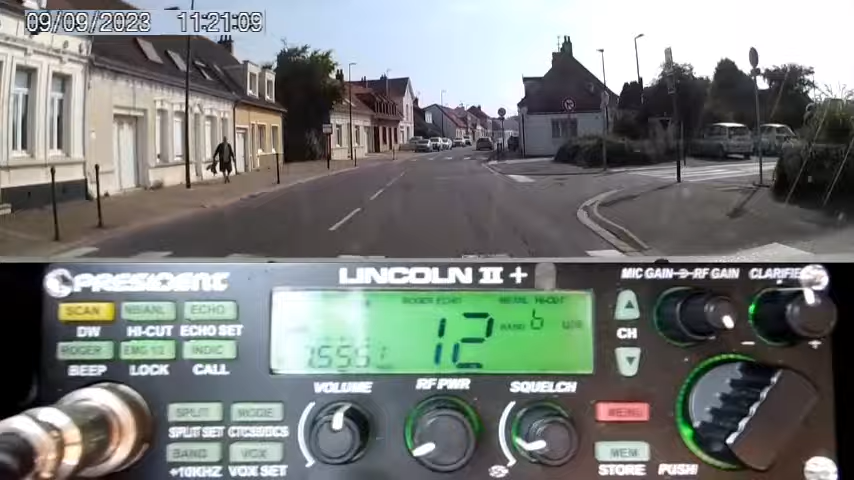 09/09/2023 11:21:09
PRESIDENT LINCOLN II + MIC GAIN RF GAIN CLARIFIER
SCAN NB/ANL ECHO
DW HI-CUT ECHO SET
ROGER EMG 1/2 INDIC
BEEP LOCK CALL
ROGER ECHO HI-CUT
12 BAND b
CH
- +
VOLUME RF PWR SQUELCH
SPLIT MODE MENU
SPLIT SET CTCSS/DCS
BAND VOX MEM
+10KHZ VOX SET STORE PUSH